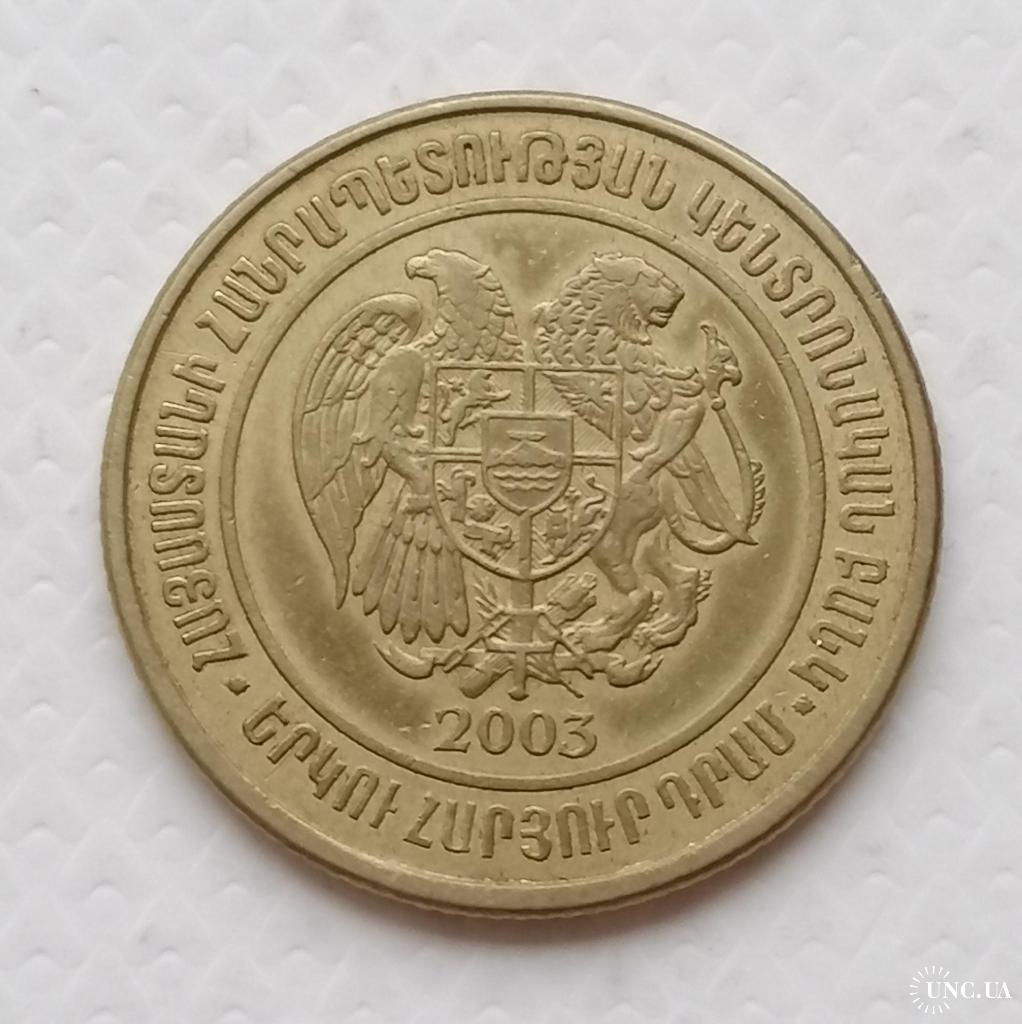 ՀԱՅԱՍՏԱՆԻ ՀԱՆՐԱՊԵՏՈՒԹՅԱՆ ԿԵՆՏՐՈՆԱԿԱՆ ԲԱՆԿ
2003
ԵՐԿՈՒ ՀԱՐՅՈՒՐ ԴՐԱՄ
UNC.UA